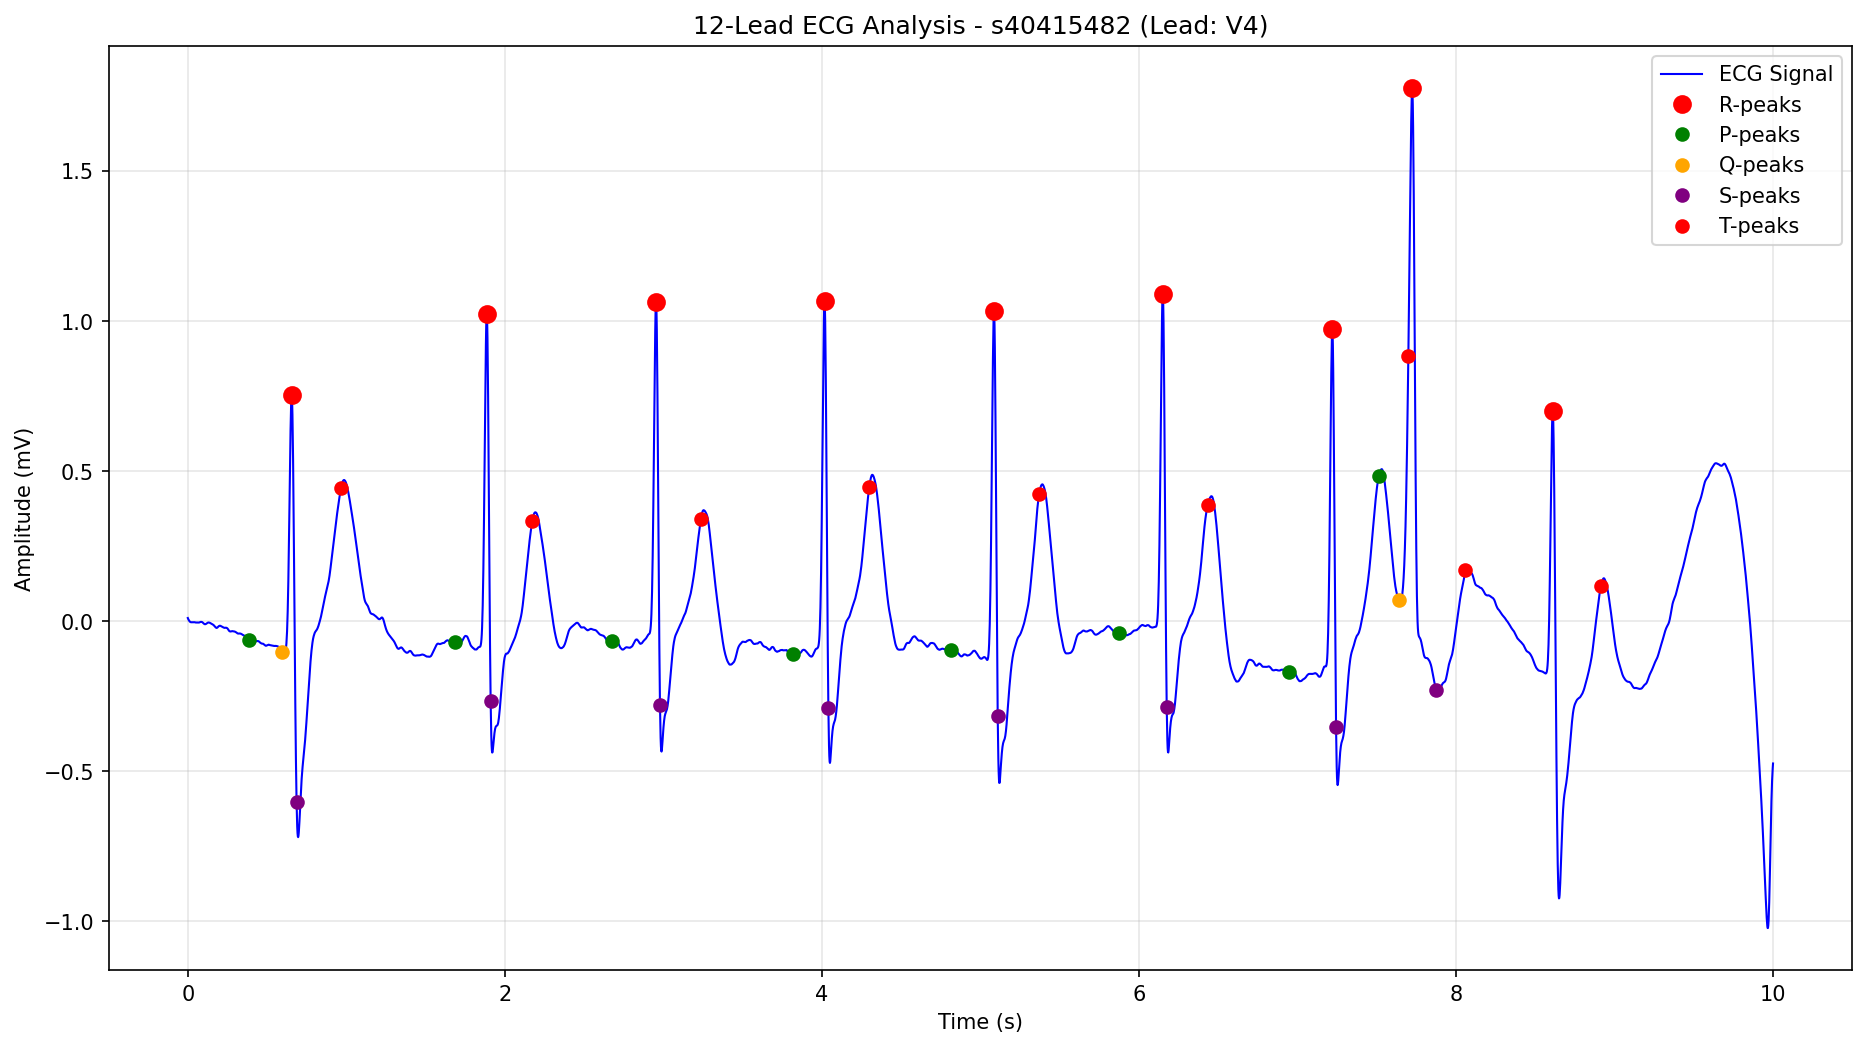 12-Lead ECG Analysis - s40415482 (Lead: V4)
ECG Signal
R-peaks
P-peaks
Q-peaks
S-peaks
T-peaks
Amplitude (mV)
1.5
1.0
0.5
0.0
−0.5
−1.0
0 2 4 6 8 10
Time (s)